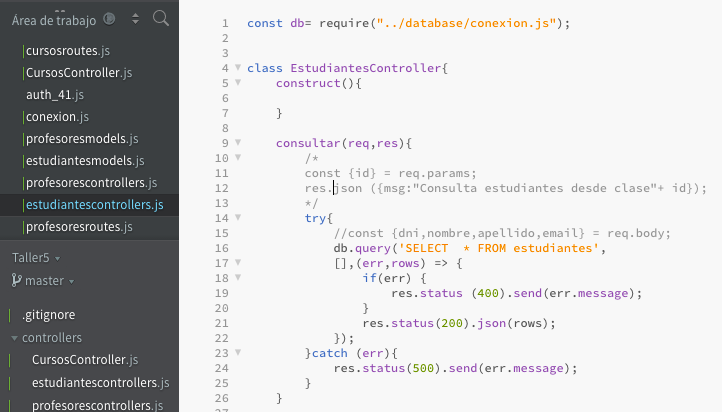 Área de trabajo
cursosroutes.js
CursosController.js
auth_41.js
conexion.js
profesoresmodels.js
estudiantesmodels.js
profesorescontrollers.js
estudiantescontrollers.js
profesoresroutes.js
Taller5
master
.gitignore
controllers
CursosController.js
estudiantescontrollers.js
profesorescontrollers.js
1 const db= require("../database/conexion.js");
2
3
4 class EstudiantesController{
5 construct(){
6
7 }
8
9 consultar(req,res){
10 /*
11 const {id} = req.params;
12 res.json ({msg:"Consulta estudiantes desde clase"+ id});
13 */
14 try{
15 //const {dni,nombre,apellido,email} = req.body;
16 db.query('SELECT  * FROM estudiantes',
17 [],(err,rows) => {
18 if(err) {
19 res.status (400).send(err.message);
20 }
21 res.status(200).json(rows);
22 });
23 }catch (err){
24 res.status(500).send(err.message);
25 }
26 }